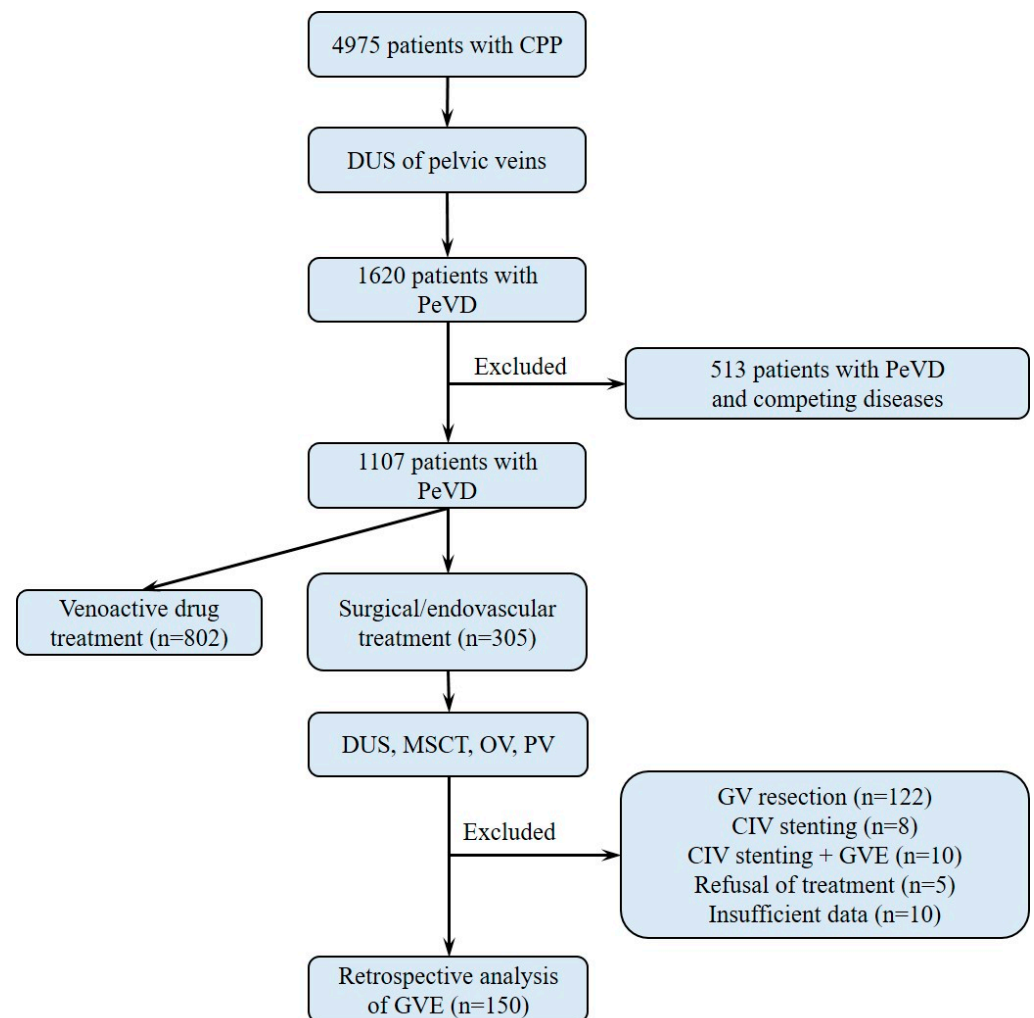 4975 patients with CPP
DUS of pelvic veins
1620 patients with
PeVD
Excluded
513 patients with PeVD
and competing diseases
1107 patients with
PeVD
Venoactive drug
treatment (n=802)
Surgical/endovascular
treatment (n=305)
DUS, MSCT, OV, PV
Excluded
GV resection (n=122)
CIV stenting (n=8)
CIV stenting + GVE (n=10)
Refusal of treatment (n=5)
Insufficient data (n=10)
Retrospective analysis
of GVE (n=150)